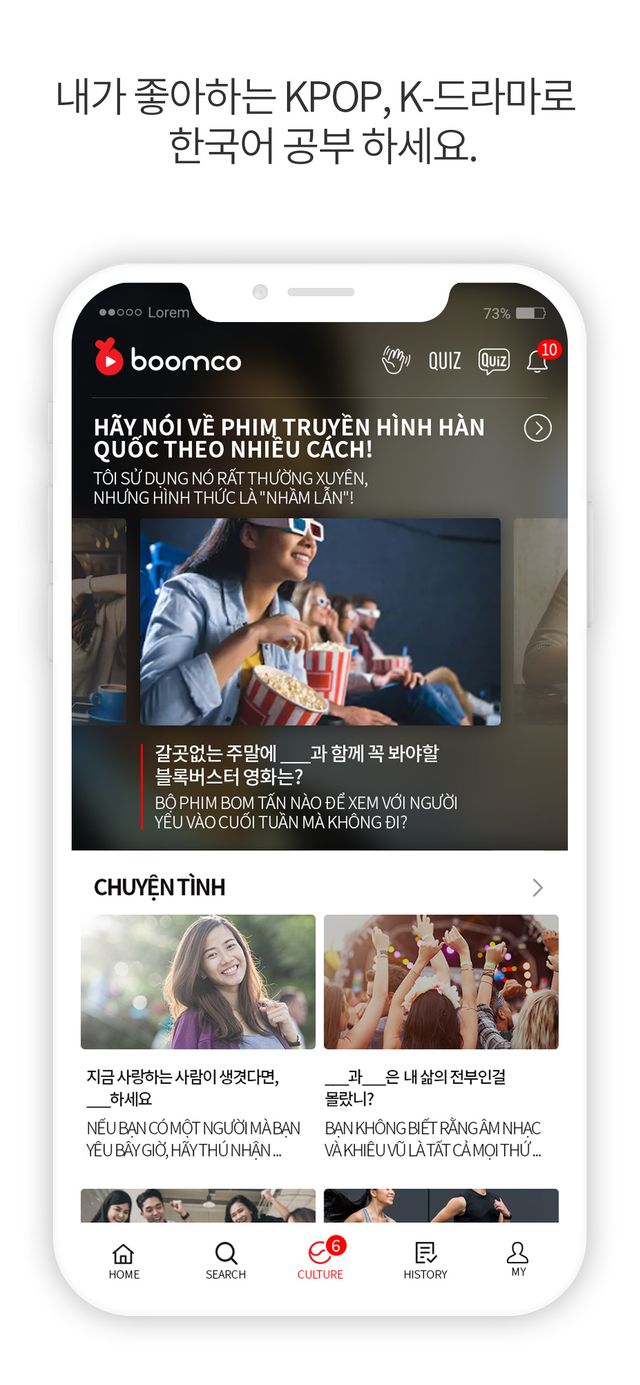 내가 좋아하는 KPOP, K-드라마로
한국어 공부 하세요.
Lorem
73%
boomco
QUIZ
Quiz
10
HÃY NÓI VỀ PHIM TRUYỀN HÌNH HÀN
QUỐC THEO NHIỀU CÁCH!
TÔI SỬ DỤNG NÓ RẤT THƯỜNG XUYÊN,
NHƯNG HÌNH THỨC LÀ "NHẦM LẪN"!
갈곳없는 주말에 ___과 함께 꼭 봐야할
블록버스터 영화는?
BỘ PHIM BOM TẤN NÀO ĐỂ XEM VỚI NGƯỜI
YẾU VÀO CUỐI TUẦN MÀ KHÔNG ĐI?
CHUYỆN TÌNH
지금 사랑하는 사람이 생겻다면,
___하세요
NẾU BẠN CÓ MỘT NGƯỜI MÀ BẠN
YÊU BÂY GIỜ, HÃY THÚ NHẬN ...
___과___은 내 삶의 전부인걸
몰랐니?
BẠN KHÔNG BIẾT RẰNG ÂM NHẠC
VÀ KHIÊU VŨ LÀ TẤT CẢ MỌI THỨ ...
6
HOME
SEARCH
CULTURE
HISTORY
MY